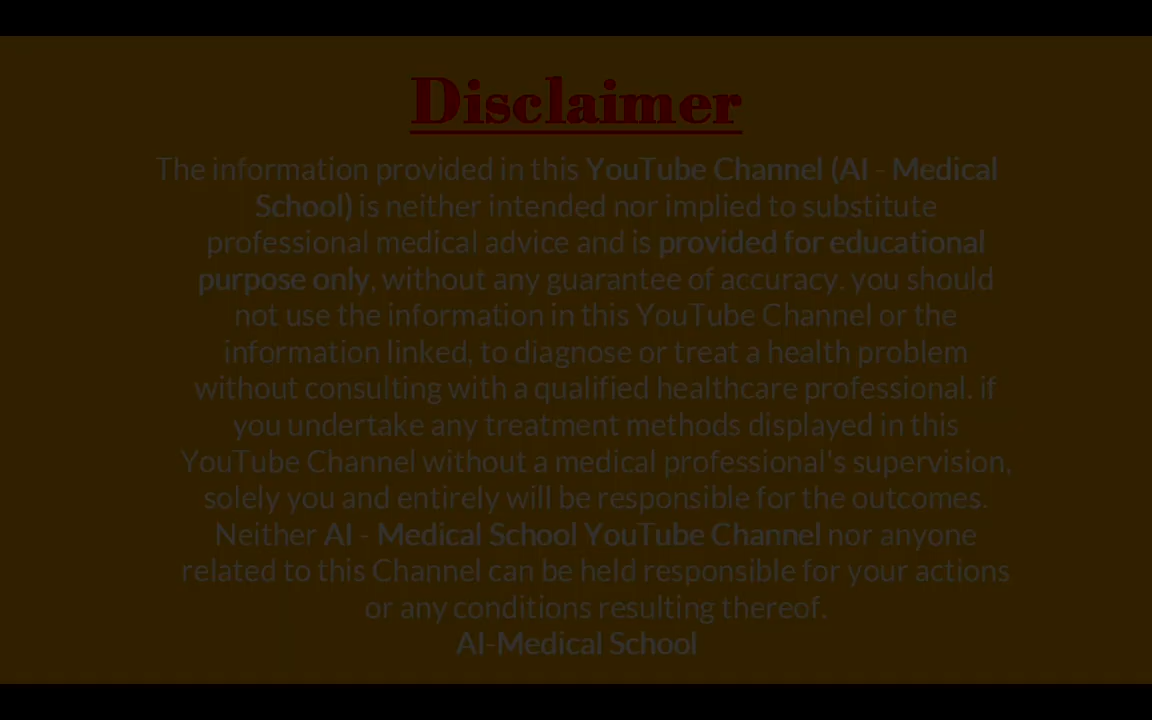 Disclaimer
The information provided in this YouTube Channel (AI - Medical
School) is neither intended nor implied to substitute
professional medical advice and is provided for educational
purpose only, without any guarantee of accuracy. you should
not use the information in this YouTube Channel or the
information linked, to diagnose or treat a health problem
without consulting with a qualified healthcare professional. if
you undertake any treatment methods displayed in this
YouTube Channel without a medical professional's supervision,
solely you and entirely will be responsible for the outcomes.
Neither AI - Medical School YouTube Channel nor anyone
related to this Channel can be held responsible for your actions
or any conditions resulting thereof.
AI-Medical School